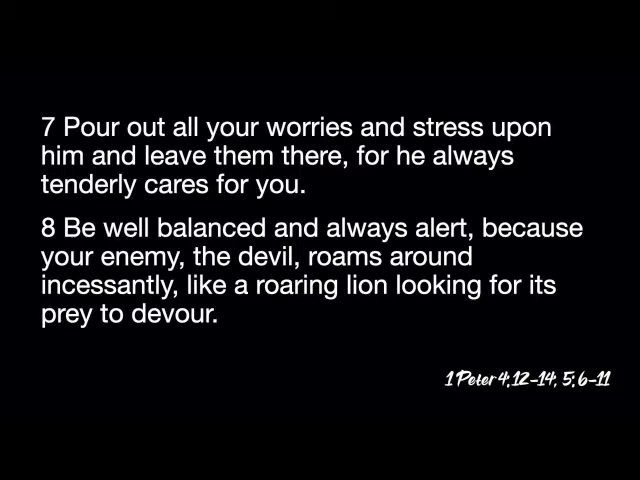 7 Pour out all your worries and stress upon
him and leave them there, for he always
tenderly cares for you.
8 Be well balanced and always alert, because
your enemy, the devil, roams around
incessantly, like a roaring lion looking for its
prey to devour.
1 Peter 4:12-14; 5:6-11